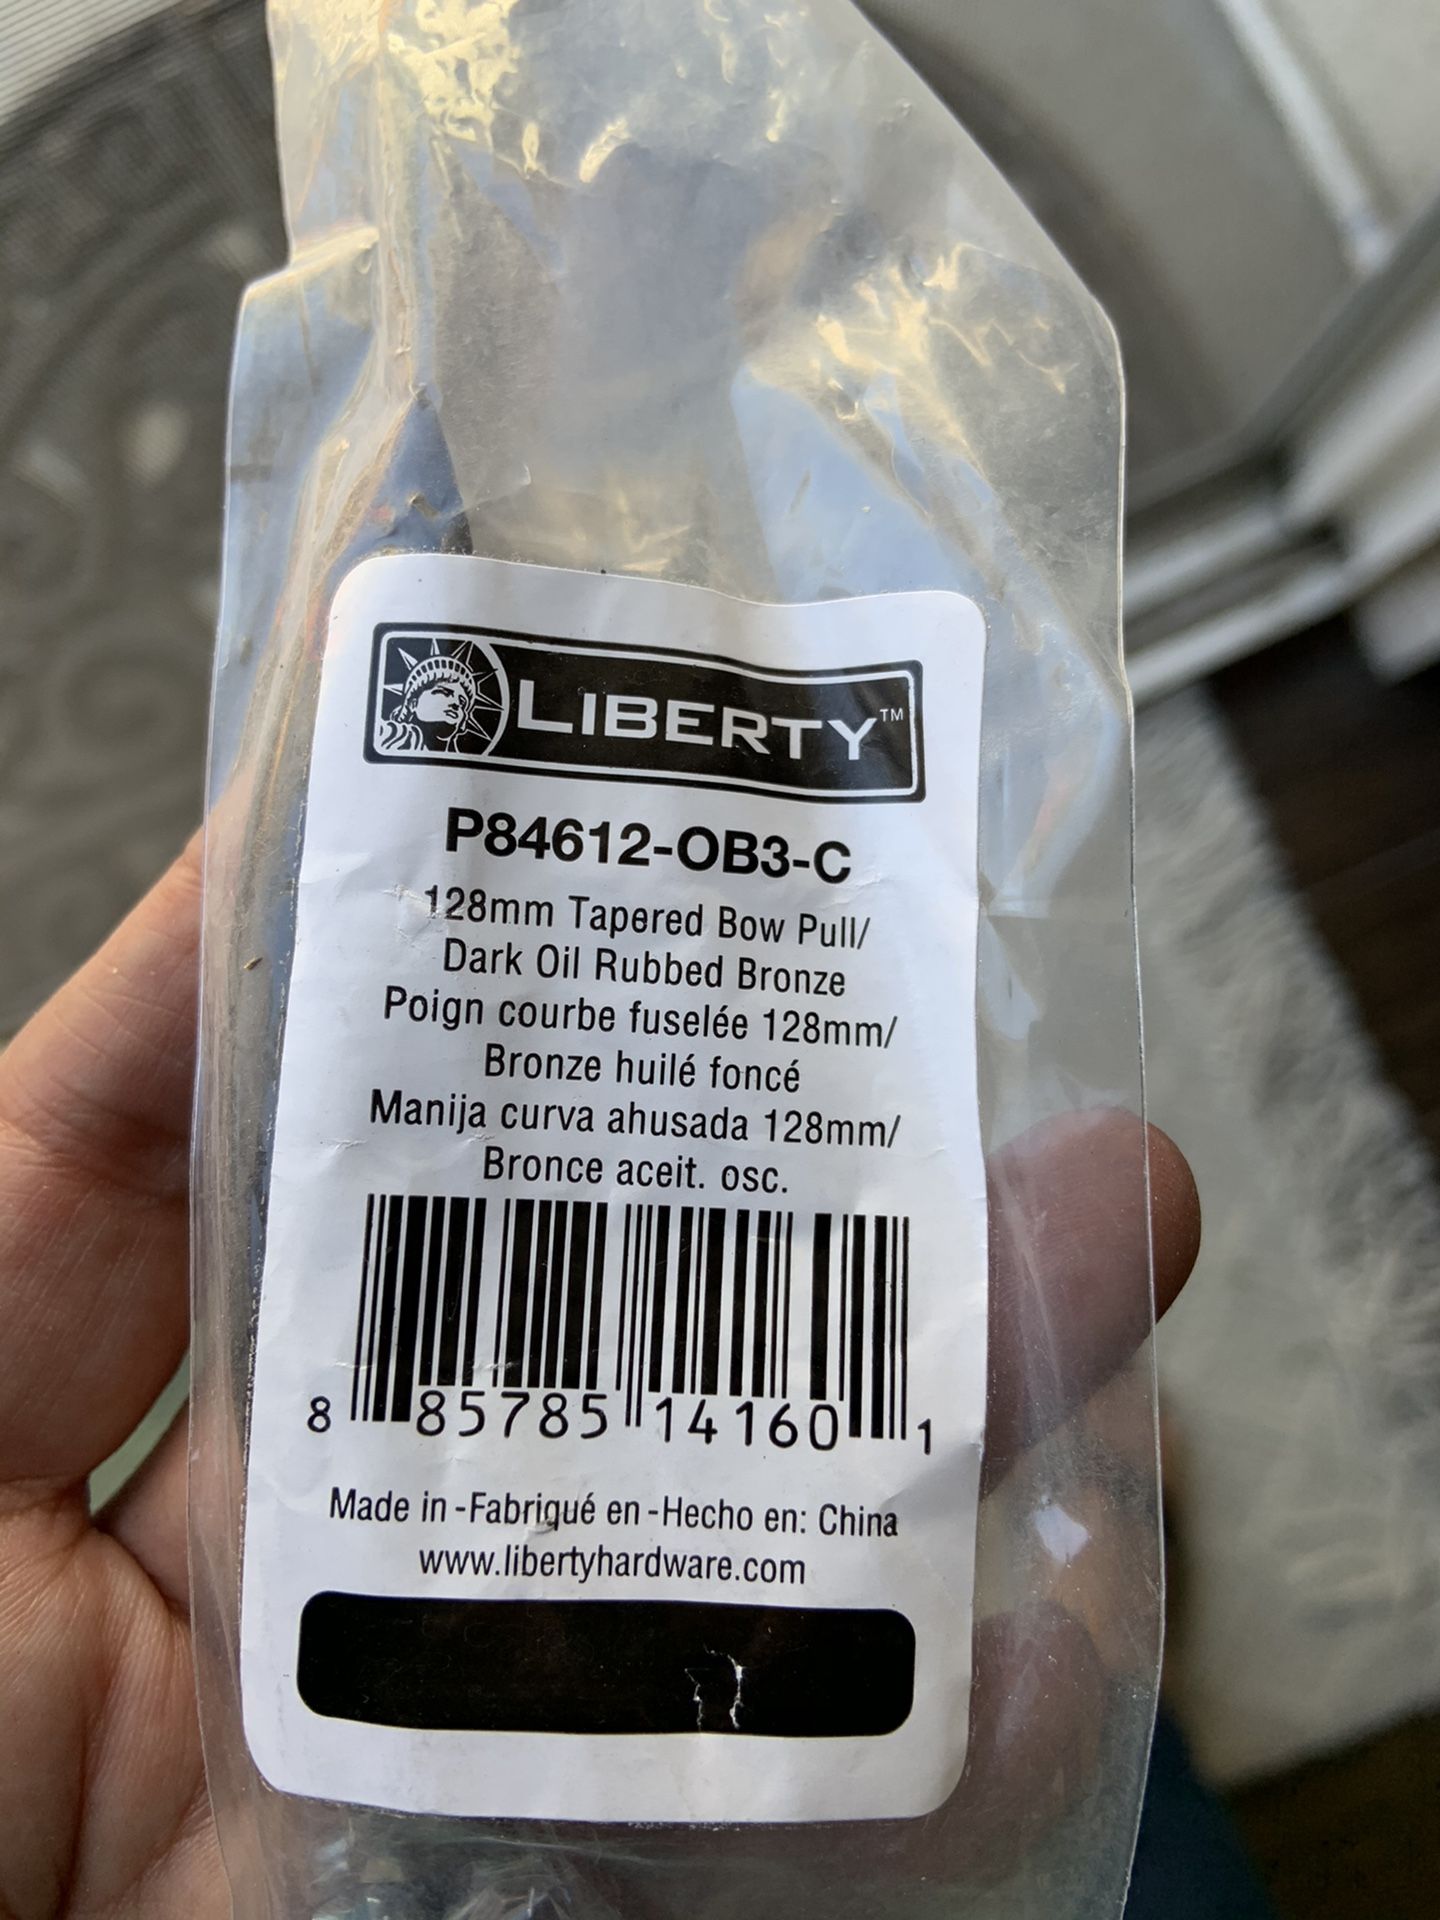 LIBERTY™
P84612-OB3-C
128mm Tapered Bow Pull/
Dark Oil Rubbed Bronze
Poign courbe fuselée 128mm/
Bronze huilé foncé
Manija curva ahusada 128mm/
Bronce aceit. osc.
8 85785 14160 1
Made in -Fabriqué en -Hecho en: China
www.libertyhardware.com